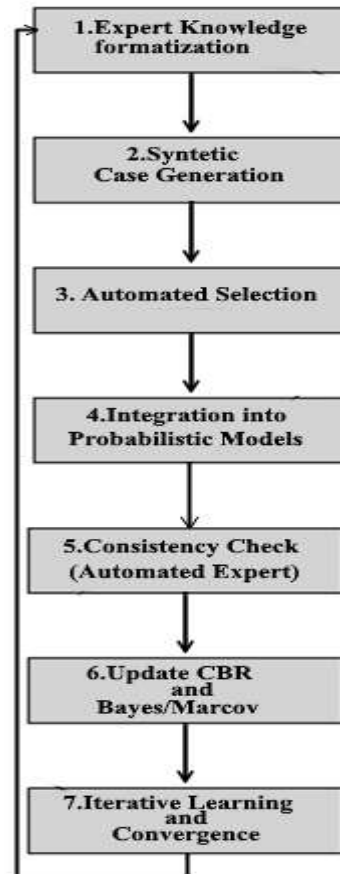 1.Expert Knowledge
formatization
2.Syntetic
Case Generation
3. Automated Selection
4.Integration into
Probabilistic Models
5.Consistency Check
(Automated Expert)
6.Update CBR
and
Bayes/Marcov
7.Iterative Learning
and
Convergence